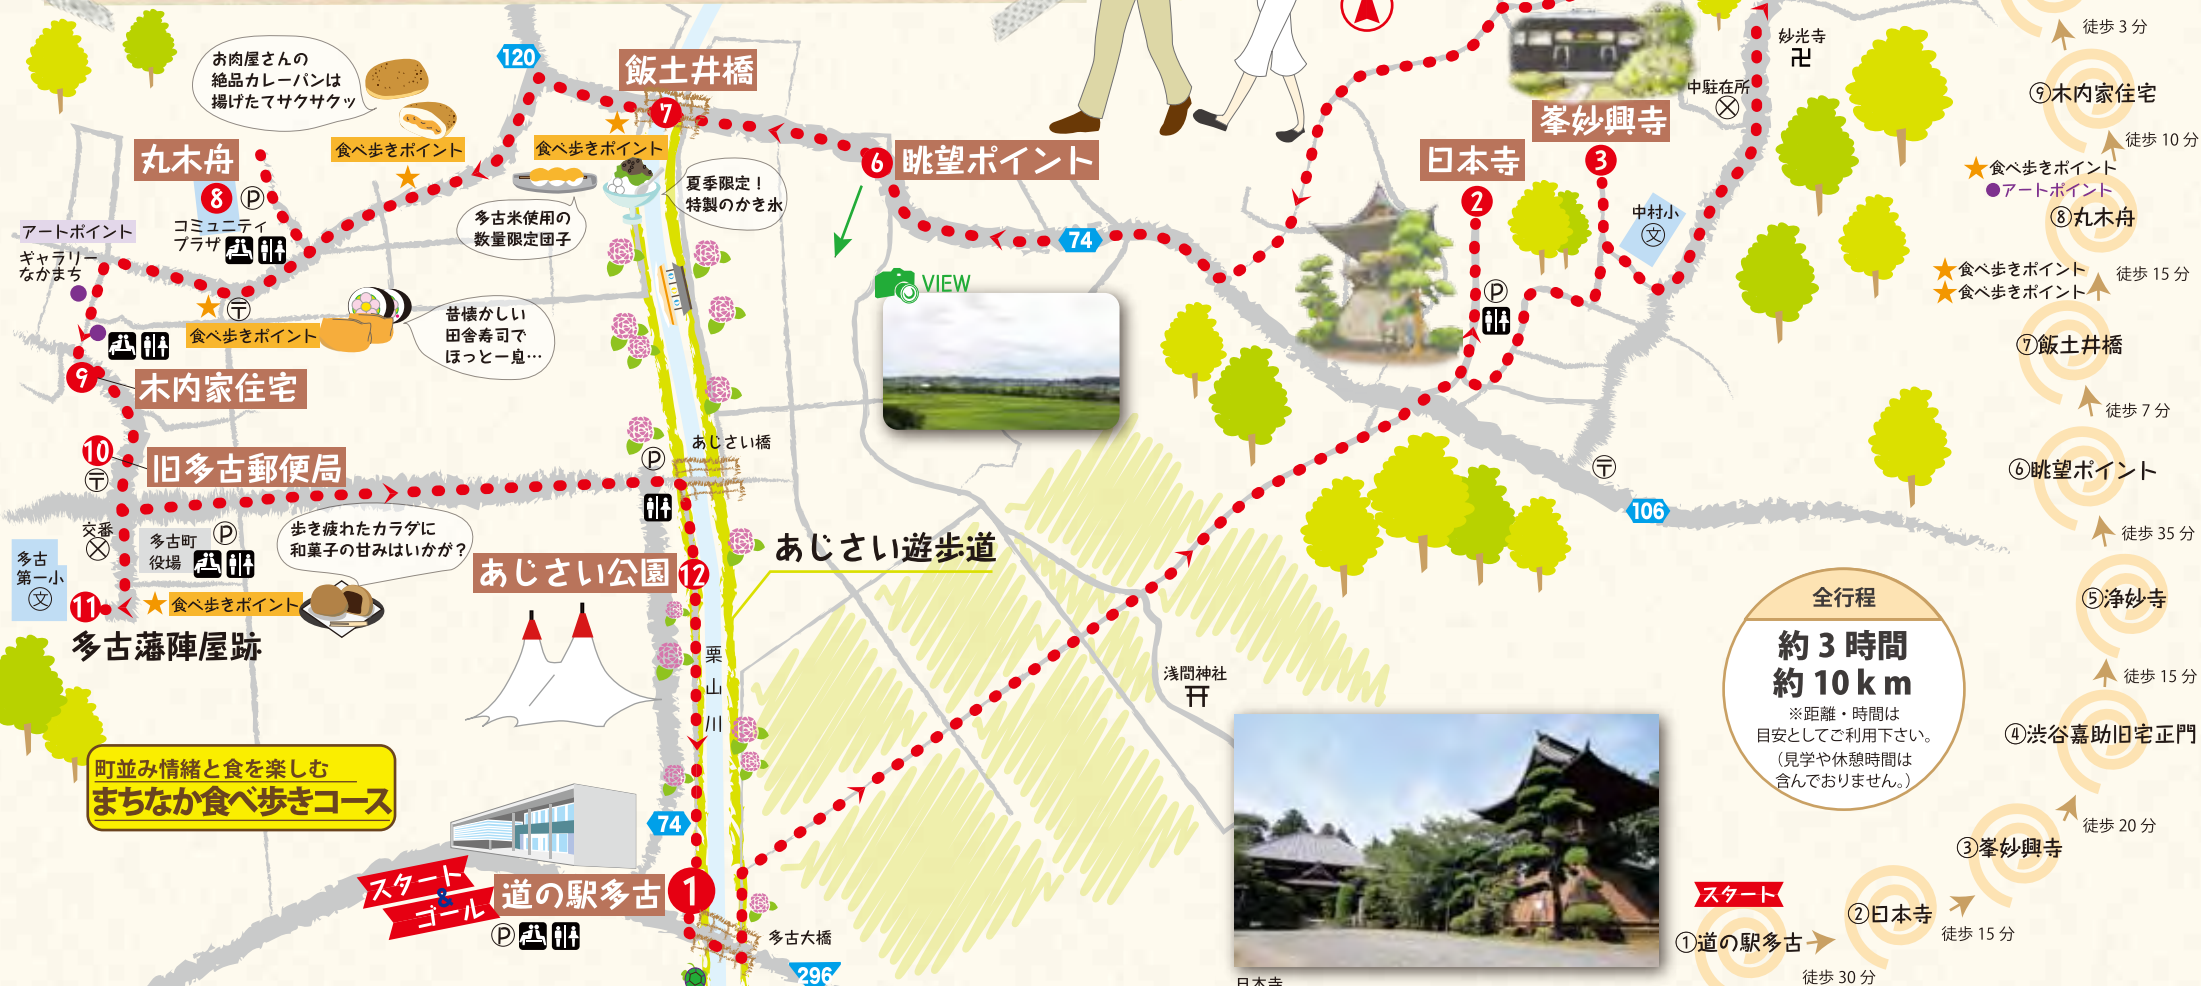 お肉屋さんの
絶品カレーパンは
揚げたてサクサクッ
120
飯土井橋
7
食べ歩きポイント
食べ歩きポイント
丸木舟
8
P
コミュニティ
プラザ
アートポイント
ギャラリー
なかまち
多古米使用の
数量限定団子
夏季限定！
特製のかき氷
6
眺望ポイント
74
VIEW
食べ歩きポイント
昔懐かしい
田舎寿司で
ほっと一息…
9
木内家住宅
10
旧多古郵便局
交番
多古町
役場
P
多古
第一小
文
11
食べ歩きポイント
多古藩陣屋跡
歩き疲れたカラダに
和菓子の甘みはいかが？
P
あじさい橋
あじさい公園
12
あじさい遊歩道
栗山川
町並み情緒と食を楽しむ
まちなか食べ歩きコース
74
スタート
&
ゴール
道の駅多古
1
P
多古大橋
296
日本寺
2
P
峯妙興寺
3
中駐在所
妙光寺
卍
中村小
文
106
浅間神社
日本寺
全行程
約 3 時間
約 10 k m
※距離・時間は
目安としてご利用下さい。
（見学や休憩時間は
含んでおりません。）
徒歩 3 分
⑨木内家住宅
徒歩 10 分
食べ歩きポイント
アートポイント
⑧丸木舟
食べ歩きポイント
食べ歩きポイント
徒歩 15 分
⑦飯土井橋
徒歩 7 分
⑥眺望ポイント
徒歩 35 分
⑤浄妙寺
徒歩 15 分
④渋谷嘉助旧宅正門
徒歩 20 分
③峯妙興寺
スタート
①道の駅多古
②日本寺
徒歩 15 分
徒歩 30 分